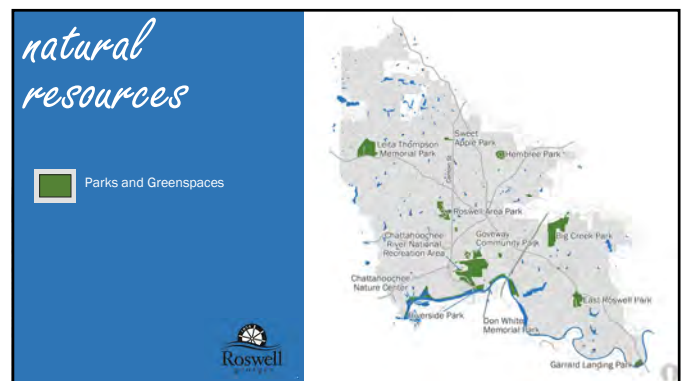 natural
resources
Parks and Greenspaces
Roswell
Sweet
Apple Park
Leita Thompson
Memorial Park
Hembree Park
Roswell Area Park
Chattahoochee
River National
Recreation Area
Goveway
Community Park
Big Creek Park
Chattahoochee
Nature Center
East Roswell Park
Riverside Park
Don White
Memorial Park
Garrard Landing Park